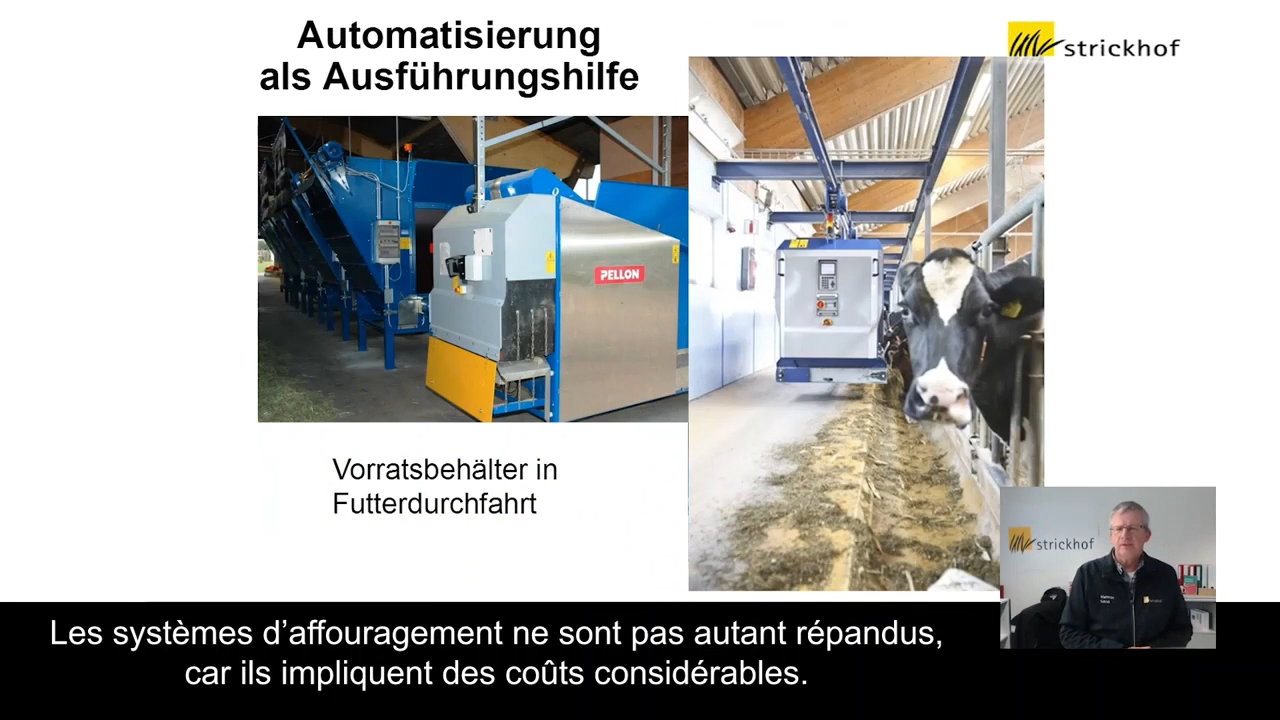 Automatisierung
als Ausführungshilfe
strickhof
PELLON
Vorratsbehälter in
Futterdurchfahrt
strickhof
Les systèmes d’affouragement ne sont pas autant répandus,
car ils impliquent des coûts considérables.